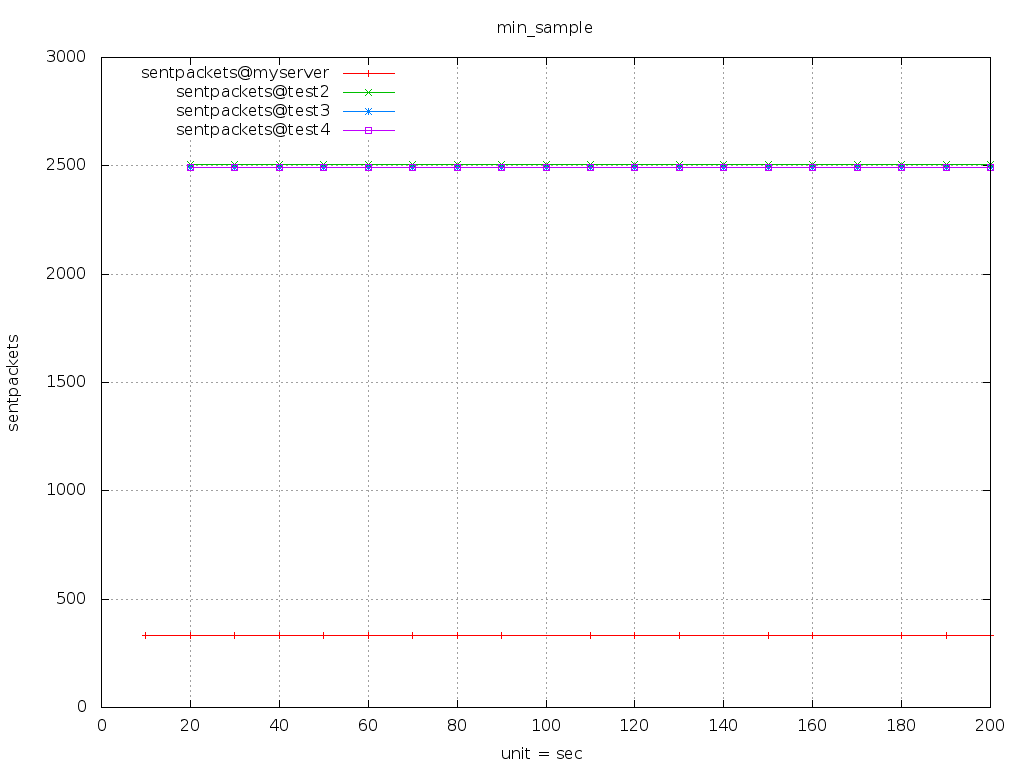 min_sample
3000
sentpackets@myserver
sentpackets@test2
sentpackets@test3
sentpackets@test4
2500
2000
1500
1000
500
0
sentpackets
0 20 40 60 80 100 120 140 160 180 200
unit = sec